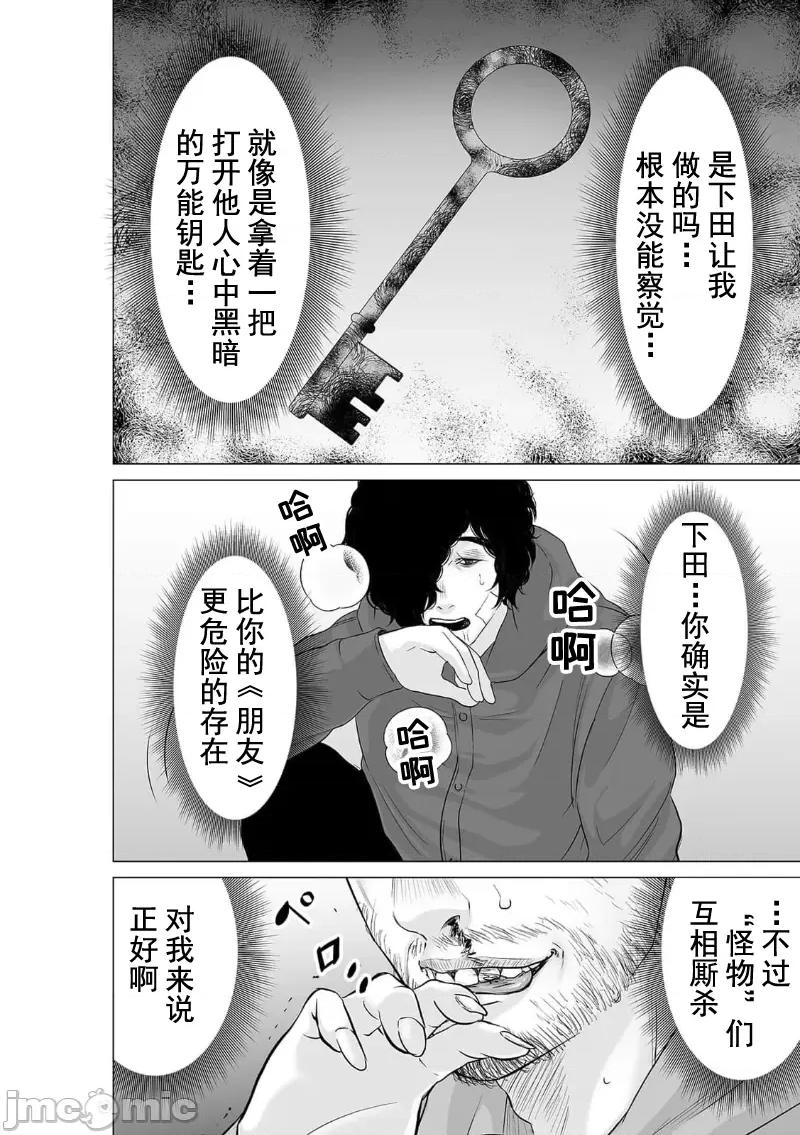 是下田让我
做的吗…
根本没能察觉…
就像是拿着一把
打开他人心中黑暗
的万能钥匙…
下田…你确实是
哈啊
哈啊
哈啊
比你的《朋友》
更危险的存在
…不过
“怪物”们
互相厮杀
ペロ
对我来说
正好啊
jmcomic